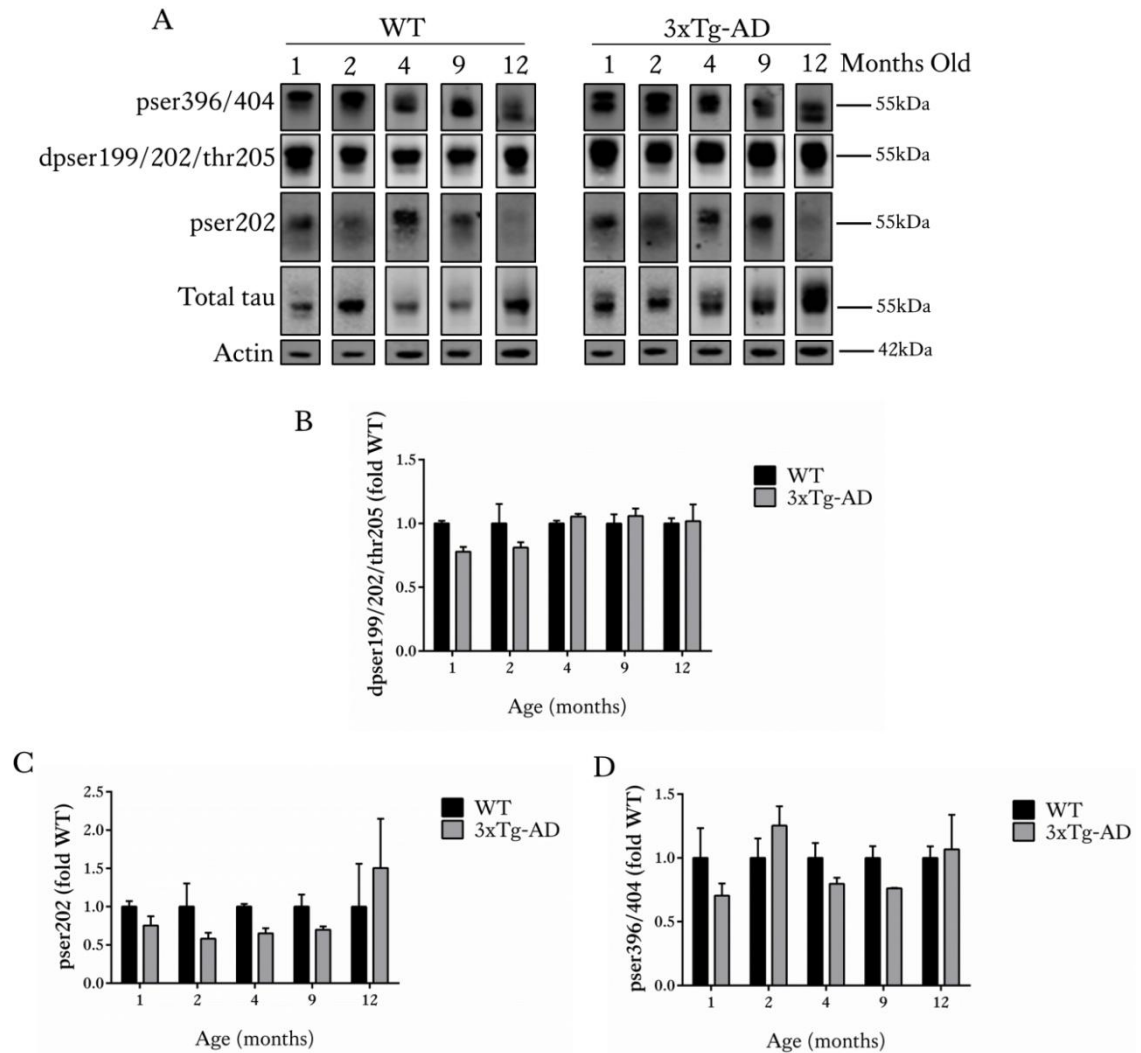 A
WT 3xTg-AD
1 2 4 9 12 1 2 4 9 12 Months Old
pser396/404 55kDa
dpser199/202/thr205 55kDa
pser202 55kDa
Total tau 55kDa
Actin 42kDa
B
dpser199/202/thr205 (fold WT)
1.5
1.0
0.5
0.0
1 2 4 9 12
Age (months)
WT
3xTg-AD
C
pser202 (fold WT)
2.5
2.0
1.5
1.0
0.5
0.0
1 2 4 9 12
Age (months)
WT
3xTg-AD
D
pser396/404 (fold WT)
1.5
1.0
0.5
0.0
1 2 4 9 12
Age (months)
WT
3xTg-AD